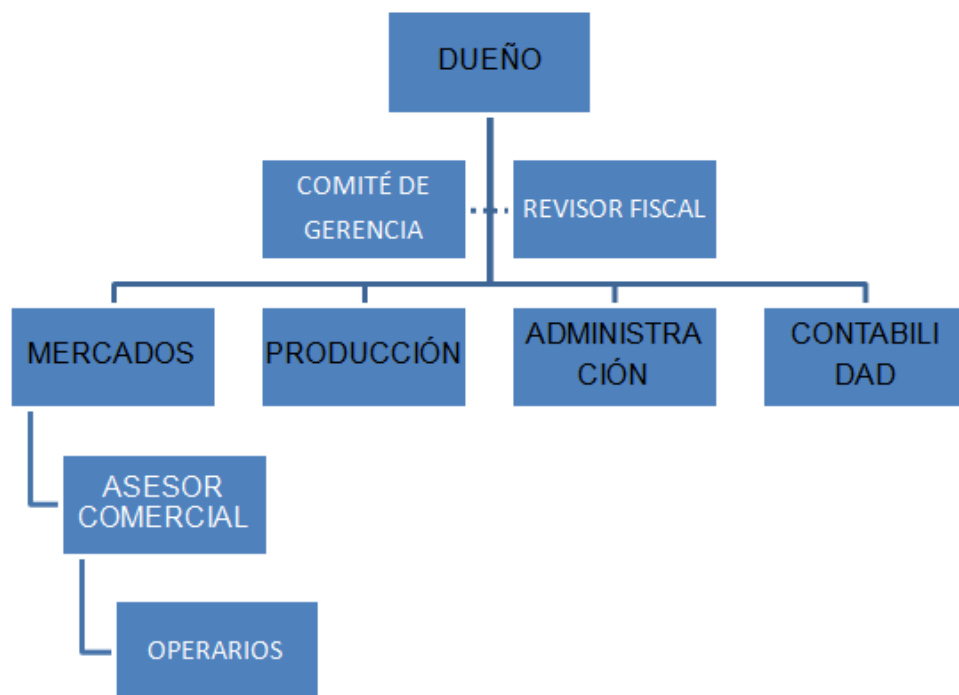 DUEÑO
COMITÉ DE
GERENCIA
REVISOR FISCAL
MERCADOS
PRODUCCIÓN
ADMINISTRA
CIÓN
CONTABILI
DAD
ASESOR
COMERCIAL
OPERARIOS